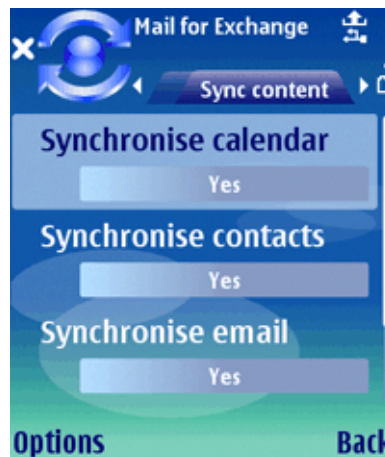 Mail for Exchange
Sync content
Synchronise calendar
Yes
Synchronise contacts
Yes
Synchronise email
Yes
Options
Back